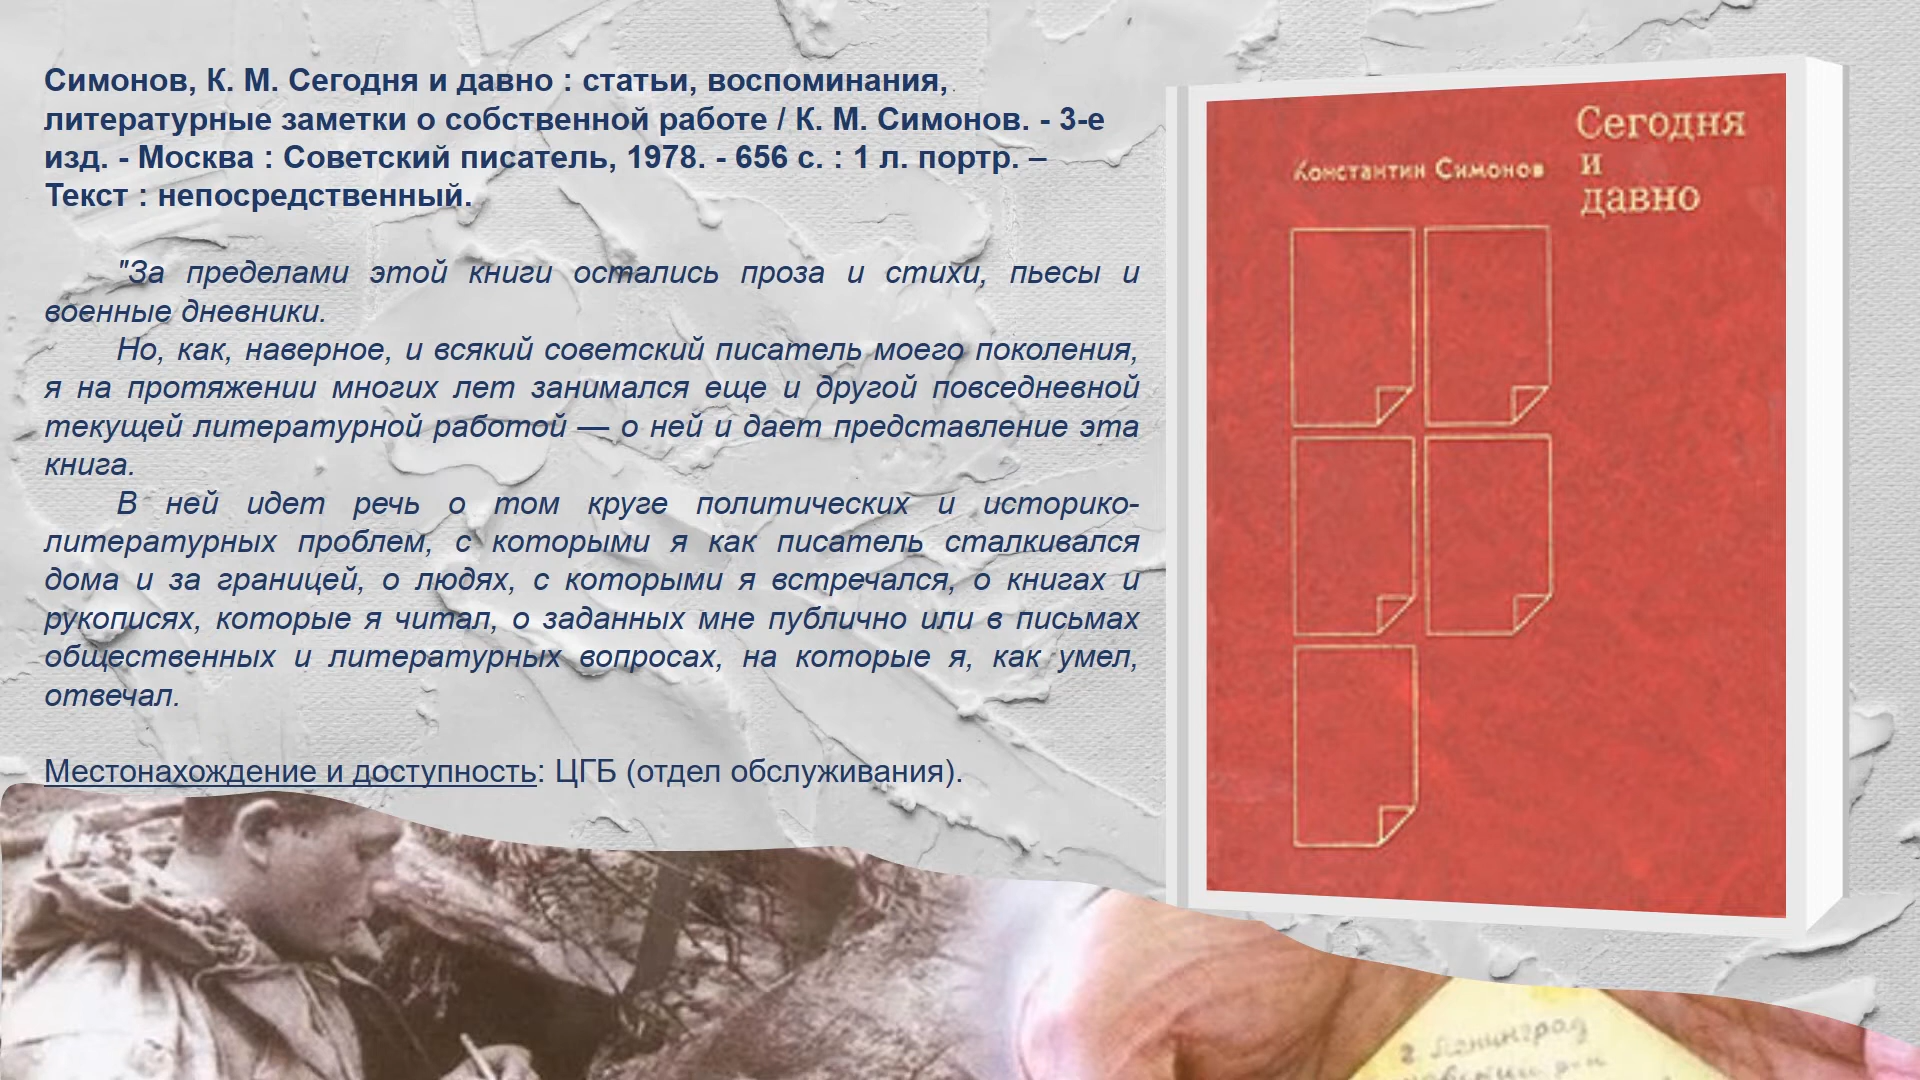 Симонов, К. М. Сегодня и давно : статьи, воспоминания,
литературные заметки о собственной работе / К. М. Симонов. - 3-е
изд. - Москва : Советский писатель, 1978. - 656 с. : 1 л. портр. –
Текст : непосредственный.
"За пределами этой книги остались проза и стихи, пьесы и
военные дневники.
Но, как, наверное, и всякий советский писатель моего поколения,
я на протяжении многих лет занимался еще и другой повседневной
текущей литературной работой — о ней и дает представление эта
книга.
В ней идет речь о том круге политических и историко-
литературных проблем, с которыми я как писатель сталкивался
дома и за границей, о людях, с которыми я встречался, о книгах и
рукописях, которые я читал, о заданных мне публично или в письмах
общественных и литературных вопросах, на которые я, как умел,
отвечал.
Местонахождение и доступность: ЦГБ (отдел обслуживания).
Сегодня
и
давно
Константин Симонов
г. Ленинград
р-н